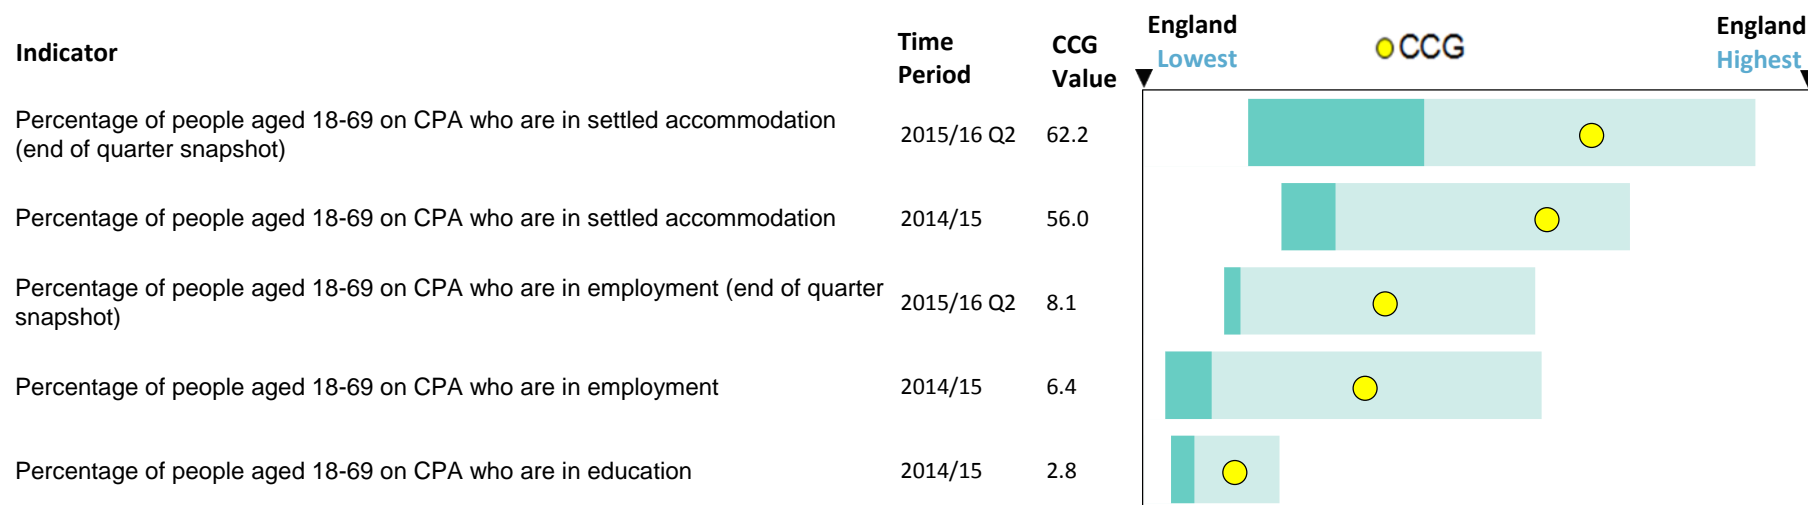 Indicator
Time
Period
CCG
Value
England
Lowest
CCG
England
Highest
Percentage of people aged 18-69 on CPA who are in settled accommodation
(end of quarter snapshot)
2015/16 Q2
62.2
Percentage of people aged 18-69 on CPA who are in settled accommodation
2014/15
56.0
Percentage of people aged 18-69 on CPA who are in employment (end of quarter
snapshot)
2015/16 Q2
8.1
Percentage of people aged 18-69 on CPA who are in employment
2014/15
6.4
Percentage of people aged 18-69 on CPA who are in education
2014/15
2.8